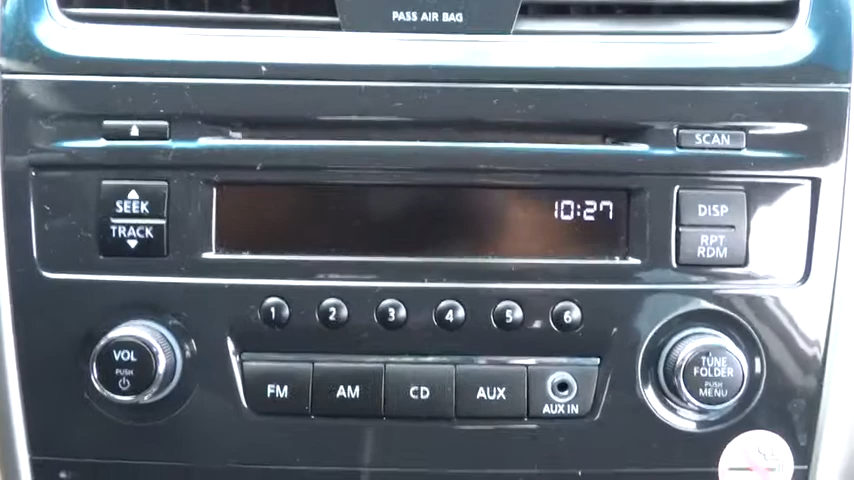 PASS AIR BAG
SCAN
SEEK
TRACK
10:27
DISP
RPT
RDM
1 2 3 4 5 6
VOL
PUSH
FM AM CD AUX
AUX IN
TUNE
FOLDER
PUSH
MENU